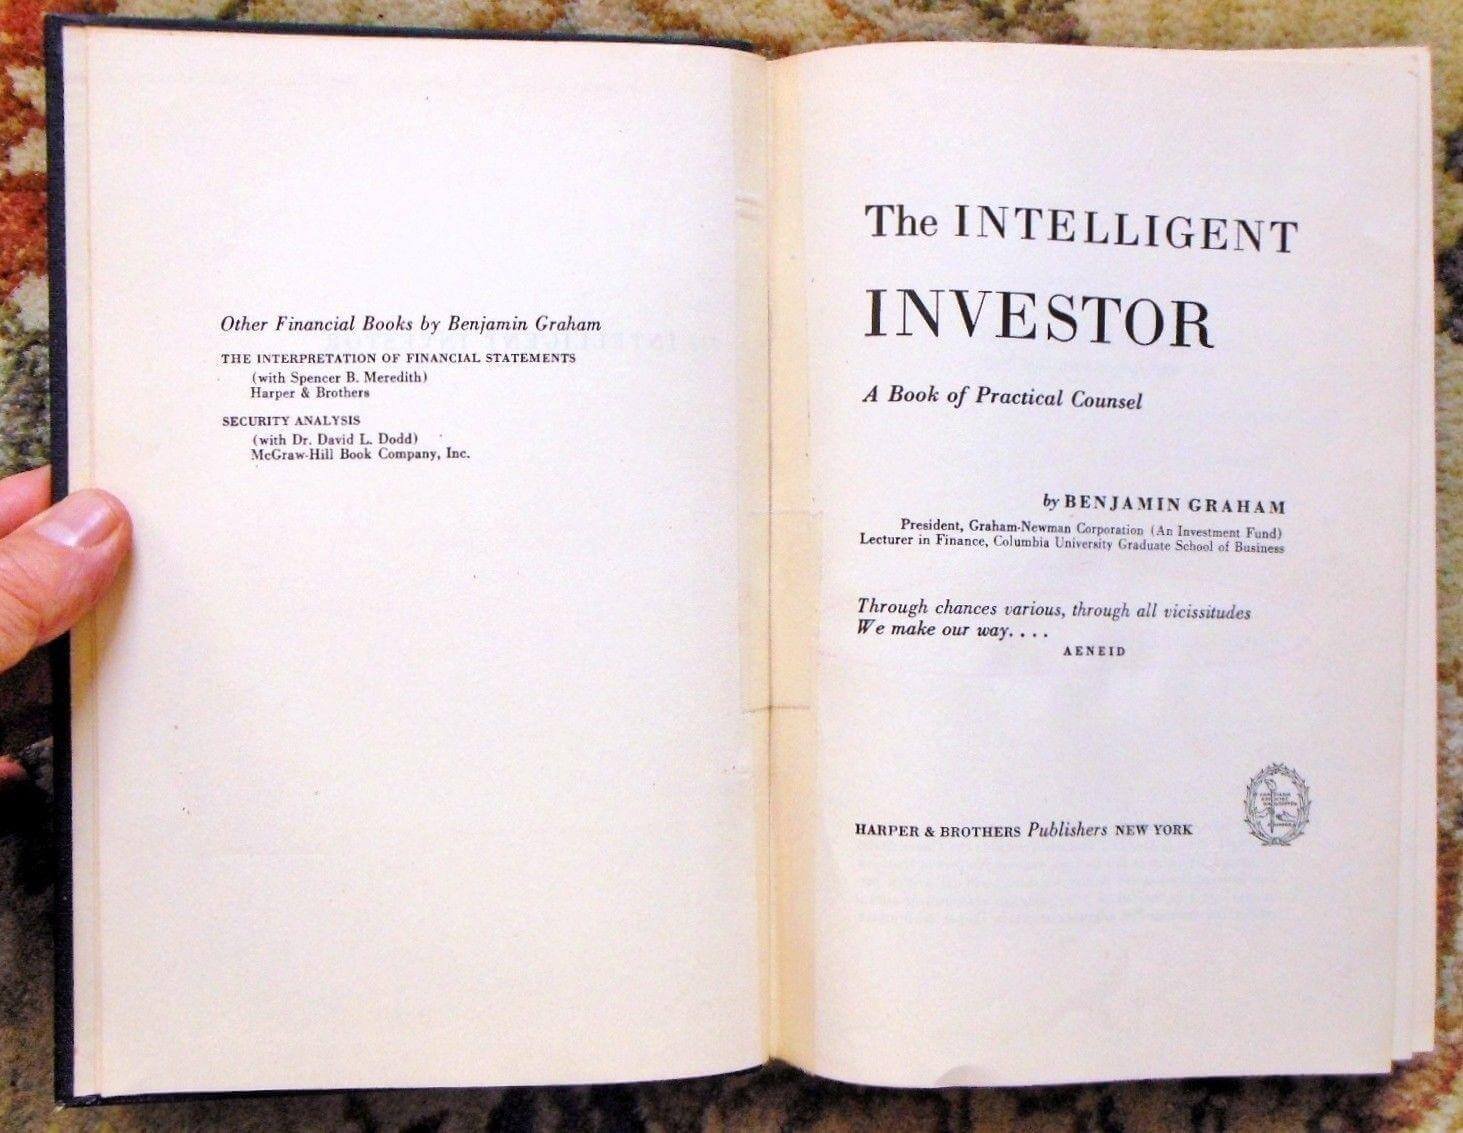 Other Financial Books by Benjamin Graham
THE INTERPRETATION OF FINANCIAL STATEMENTS
(with Spencer B. Meredith)
Harper & Brothers
SECURITY ANALYSIS
(with Dr. David L. Dodd)
McGraw-Hill Book Company, Inc.
The INTELLIGENT
INVESTOR
A Book of Practical Counsel
by BENJAMIN GRAHAM
President, Graham-Newman Corporation (An Investment Fund)
Lecturer in Finance, Columbia University Graduate School of Business
Through chances various, through all vicissitudes
We make our way. . . .
AENEID
HARPER & BROTHERS Publishers NEW YORK